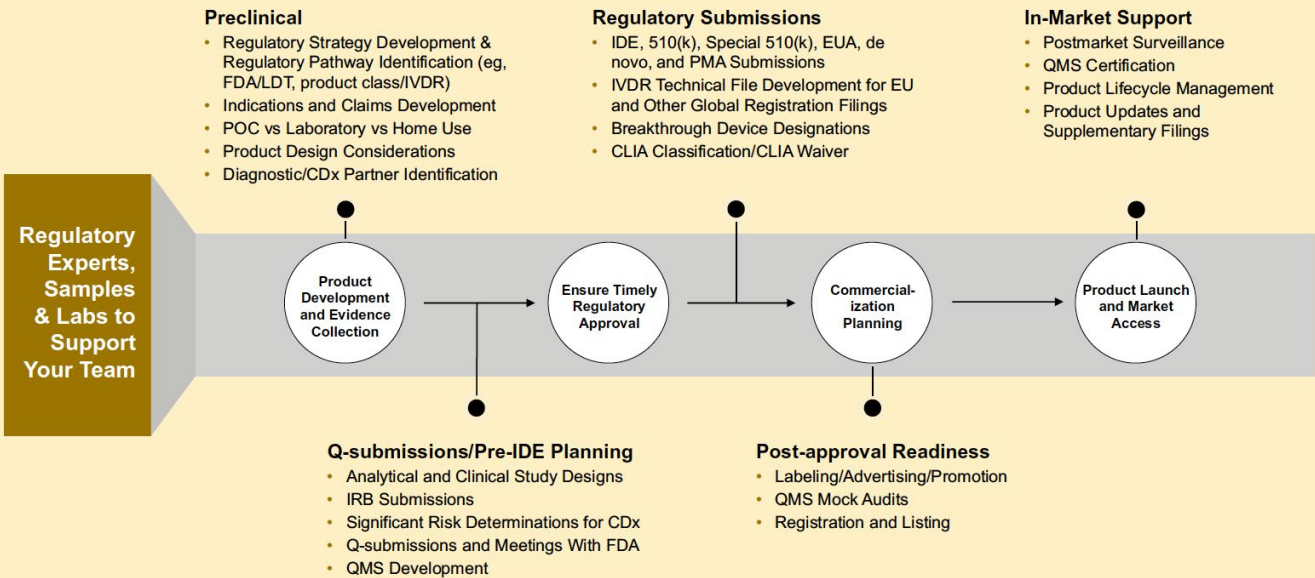 Preclinical
• Regulatory Strategy Development &
Regulatory Pathway Identification (eg,
FDA/LDT, product class/IVDR)
• Indications and Claims Development
• POC vs Laboratory vs Home Use
• Product Design Considerations
• Diagnostic/CDx Partner Identification
Regulatory Submissions
• IDE, 510(k), Special 510(k), EUA, de
novo, and PMA Submissions
• IVDR Technical File Development for EU
and Other Global Registration Filings
• Breakthrough Device Designations
• CLIA Classification/CLIA Waiver
In-Market Support
• Postmarket Surveillance
• QMS Certification
• Product Lifecycle Management
• Product Updates and
Supplementary Filings
Regulatory
Experts,
Samples
& Labs to
Support
Your Team
Product
Development
and Evidence
Collection
Ensure Timely
Regulatory
Approval
Commercial-
ization
Planning
Product Launch
and Market
Access
Q-submissions/Pre-IDE Planning
• Analytical and Clinical Study Designs
• IRB Submissions
• Significant Risk Determinations for CDx
• Q-submissions and Meetings With FDA
• QMS Development
Post-approval Readiness
• Labeling/Advertising/Promotion
• QMS Mock Audits
• Registration and Listing